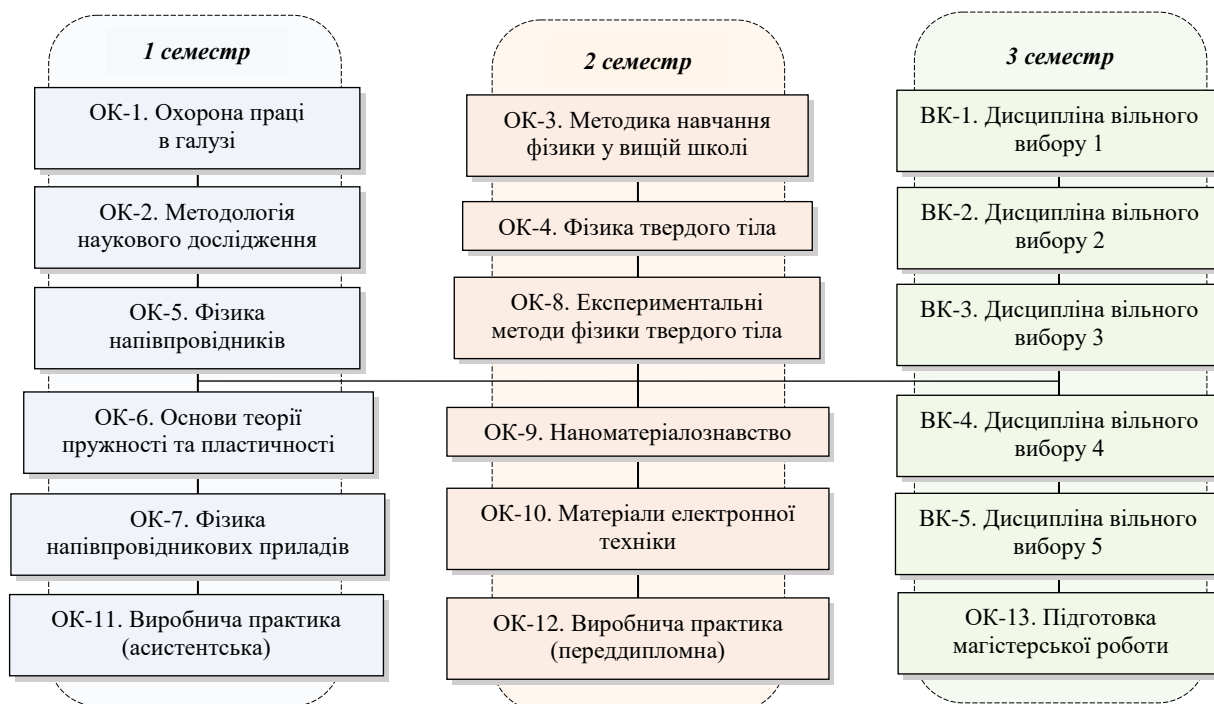 1 семестр
ОК-1. Охорона праці
в галузі
ОК-2. Методологія
наукового дослідження
ОК-5. Фізика
напівпровідників
ОК-6. Основи теорії
пружності та пластичності
ОК-7. Фізика
напівпровідникових приладів
ОК-11. Виробнича практика
(асистентська)
2 семестр
ОК-3. Методика навчання
фізики у вищій школі
ОК-4. Фізика твердого тіла
ОК-8. Експериментальні
методи фізики твердого тіла
ОК-9. Наноматеріалознавство
ОК-10. Матеріали електронної
техніки
ОК-12. Виробнича практика
(переддипломна)
3 семестр
ВК-1. Дисципліна вільного
вибору 1
ВК-2. Дисципліна вільного
вибору 2
ВК-3. Дисципліна вільного
вибору 3
ВК-4. Дисципліна вільного
вибору 4
ВК-5. Дисципліна вільного
вибору 5
ОК-13. Підготовка
магістерської роботи